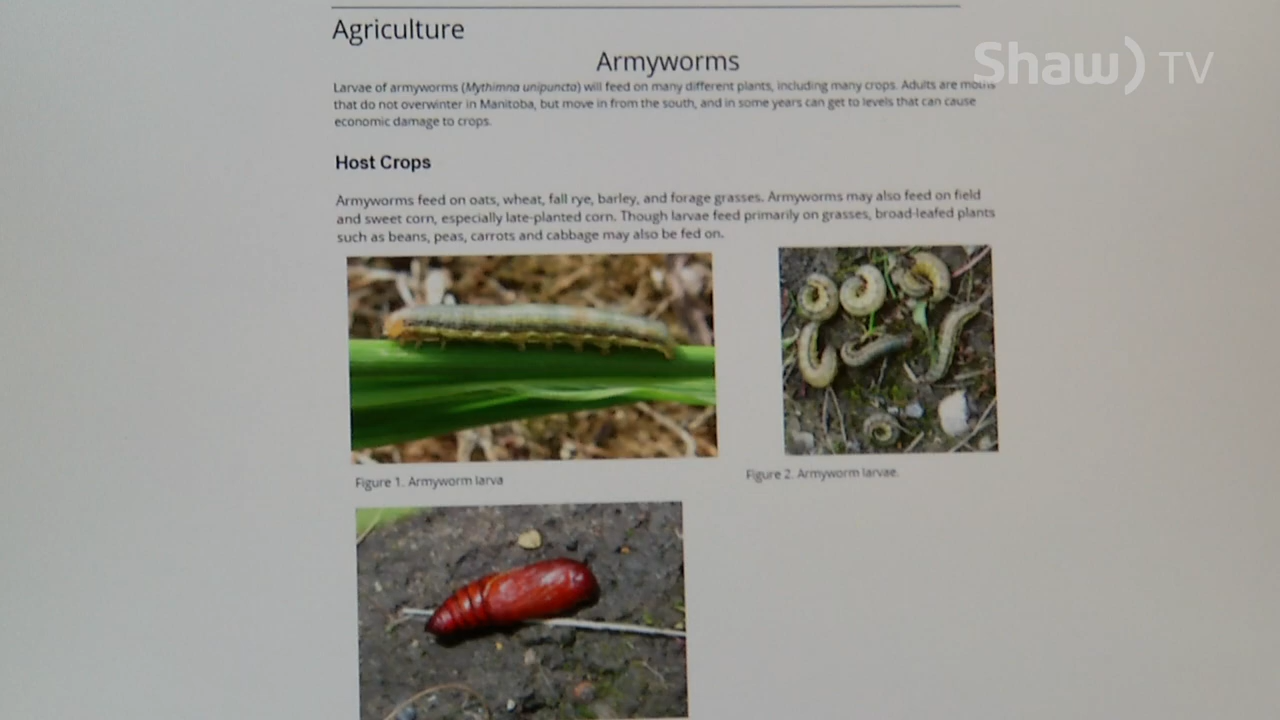 Agriculture
Shaw) TV
Armyworms
Larvae of armyworms (Mythimna unipuncta) will feed on many different plants, including many crops. Adults are moths
that do not overwinter in Manitoba, but move in from the south, and in some years can get to levels that can cause
economic damage to crops.
Host Crops
Armyworms feed on oats, wheat, fall rye, barley, and forage grasses. Armyworms may also feed on field
and sweet corn, especially late-planted corn. Though larvae feed primarily on grasses, broad-leafed plants
such as beans, peas, carrots and cabbage may also be fed on.
Figure 1. Armyworm larva
Figure 2. Armyworm larvae.